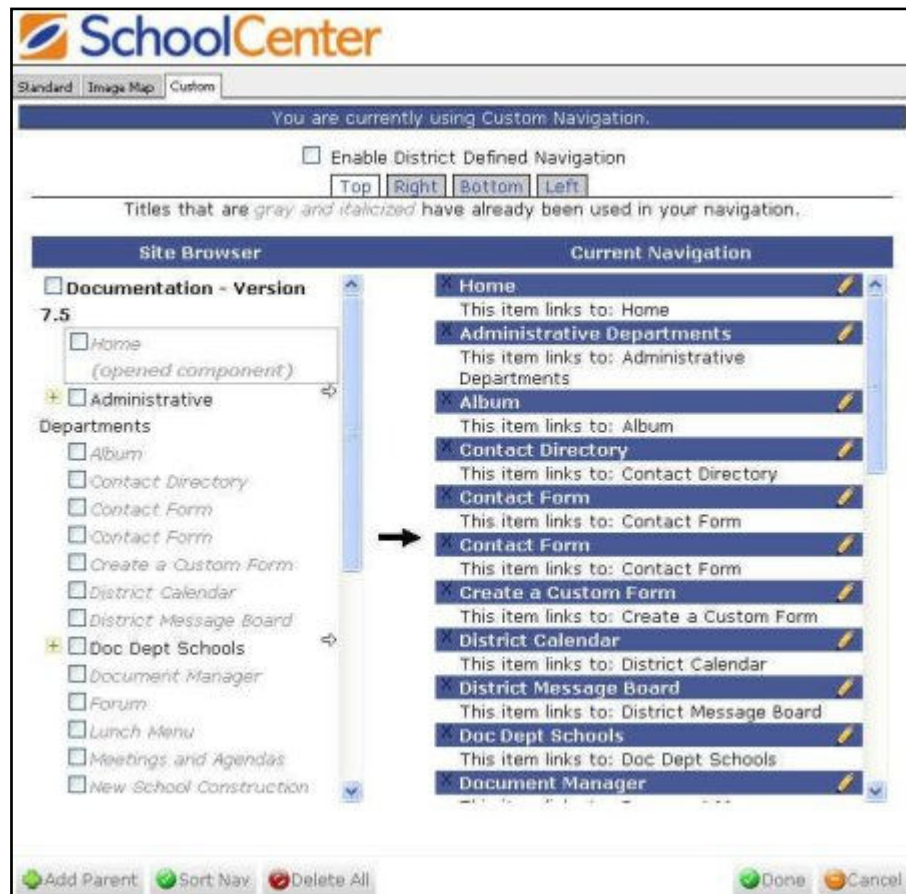 SchoolCenter
Standard Image Map Custom
You are currently using Custom Navigation.
Enable District Defined Navigation
Top Right Bottom Left
Titles that are gray and italicized have already been used in your navigation.
Site Browser
Documentation - Version
7.5
Home
(opened component)
Administrative
Departments
Album
Contact Directory
Contact Form
Contact Form
Create a Custom Form
District Calendar
District Message Board
Doc Dept Schools
Document Manager
Forum
Lunch Menu
Meetings and Agendas
New School Construction
Current Navigation
X Home
This item links to: Home
X Administrative Departments
This item links to: Administrative
Departments
X Album
This item links to: Album
X Contact Directory
This item links to: Contact Directory
X Contact Form
This item links to: Contact Form
X Contact Form
This item links to: Contact Form
X Create a Custom Form
This item links to: Create a Custom Form
X District Calendar
This item links to: District Calendar
X District Message Board
This item links to: District Message Board
X Doc Dept Schools
This item links to: Doc Dept Schools
X Document Manager
Add Parent Sort Nav Delete All Done Cancel